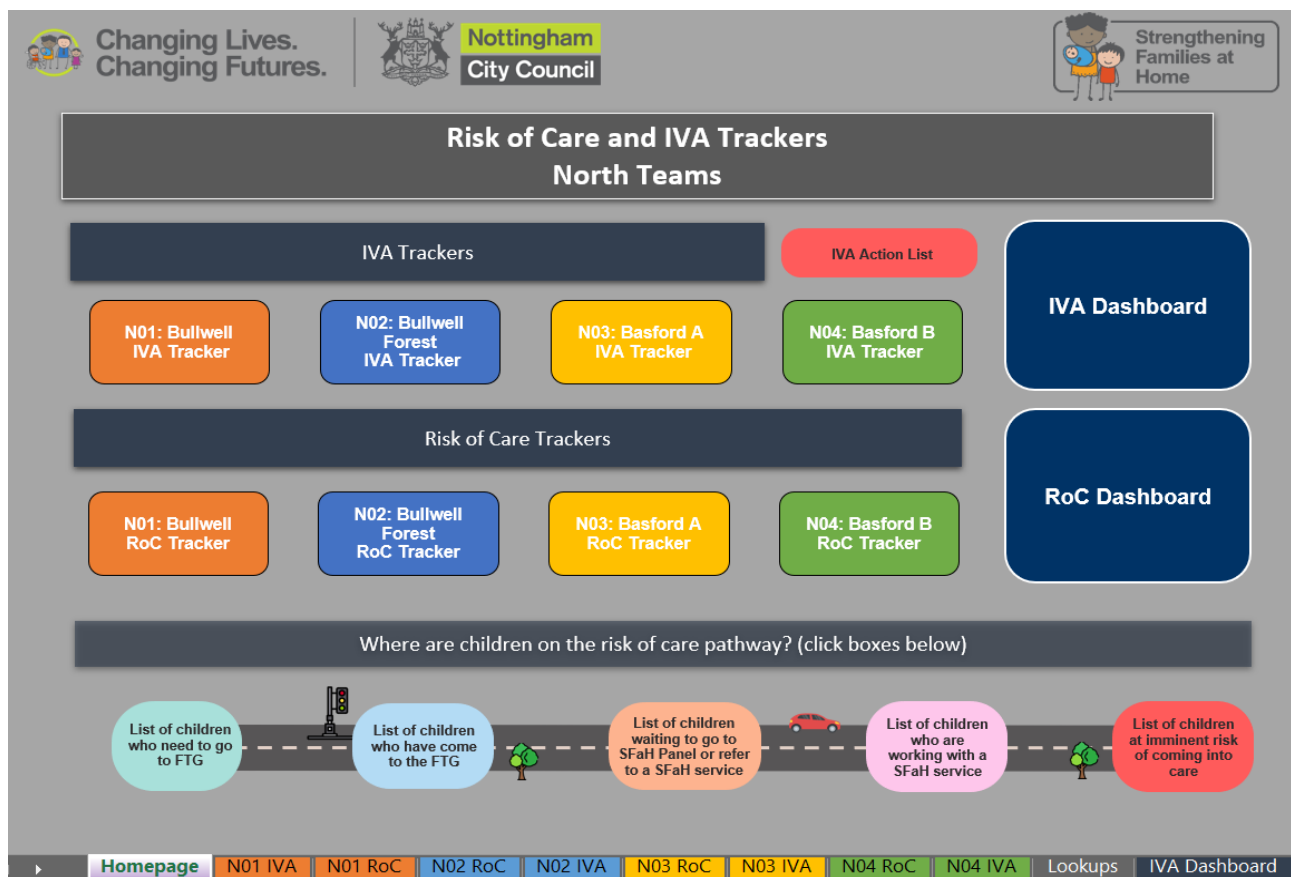 Changing Lives.
Changing Futures.
Nottingham
City Council
Strengthening
Families at
Home
Risk of Care and IVA Trackers
North Teams
IVA Trackers
IVA Action List
IVA Dashboard
N01: Bullwell
IVA Tracker
N02: Bullwell
Forest
IVA Tracker
N03: Basford A
IVA Tracker
N04: Basford B
IVA Tracker
Risk of Care Trackers
RoC Dashboard
N01: Bullwell
RoC Tracker
N02: Bullwell
Forest
RoC Tracker
N03: Basford A
RoC Tracker
N04: Basford B
RoC Tracker
Where are children on the risk of care pathway? (click boxes below)
List of children
who need to go
to FTG
List of children
who have come
to the FTG
List of children
waiting to go to
SFaH Panel or refer
to a SFaH service
List of children
who are
working with a
SFaH service
List of children
at imminent risk
of coming into
care
Homepage
N01 IVA
N01 RoC
N02 RoC
N02 IVA
N03 RoC
N03 IVA
N04 RoC
N04 IVA
Lookups
IVA Dashboard